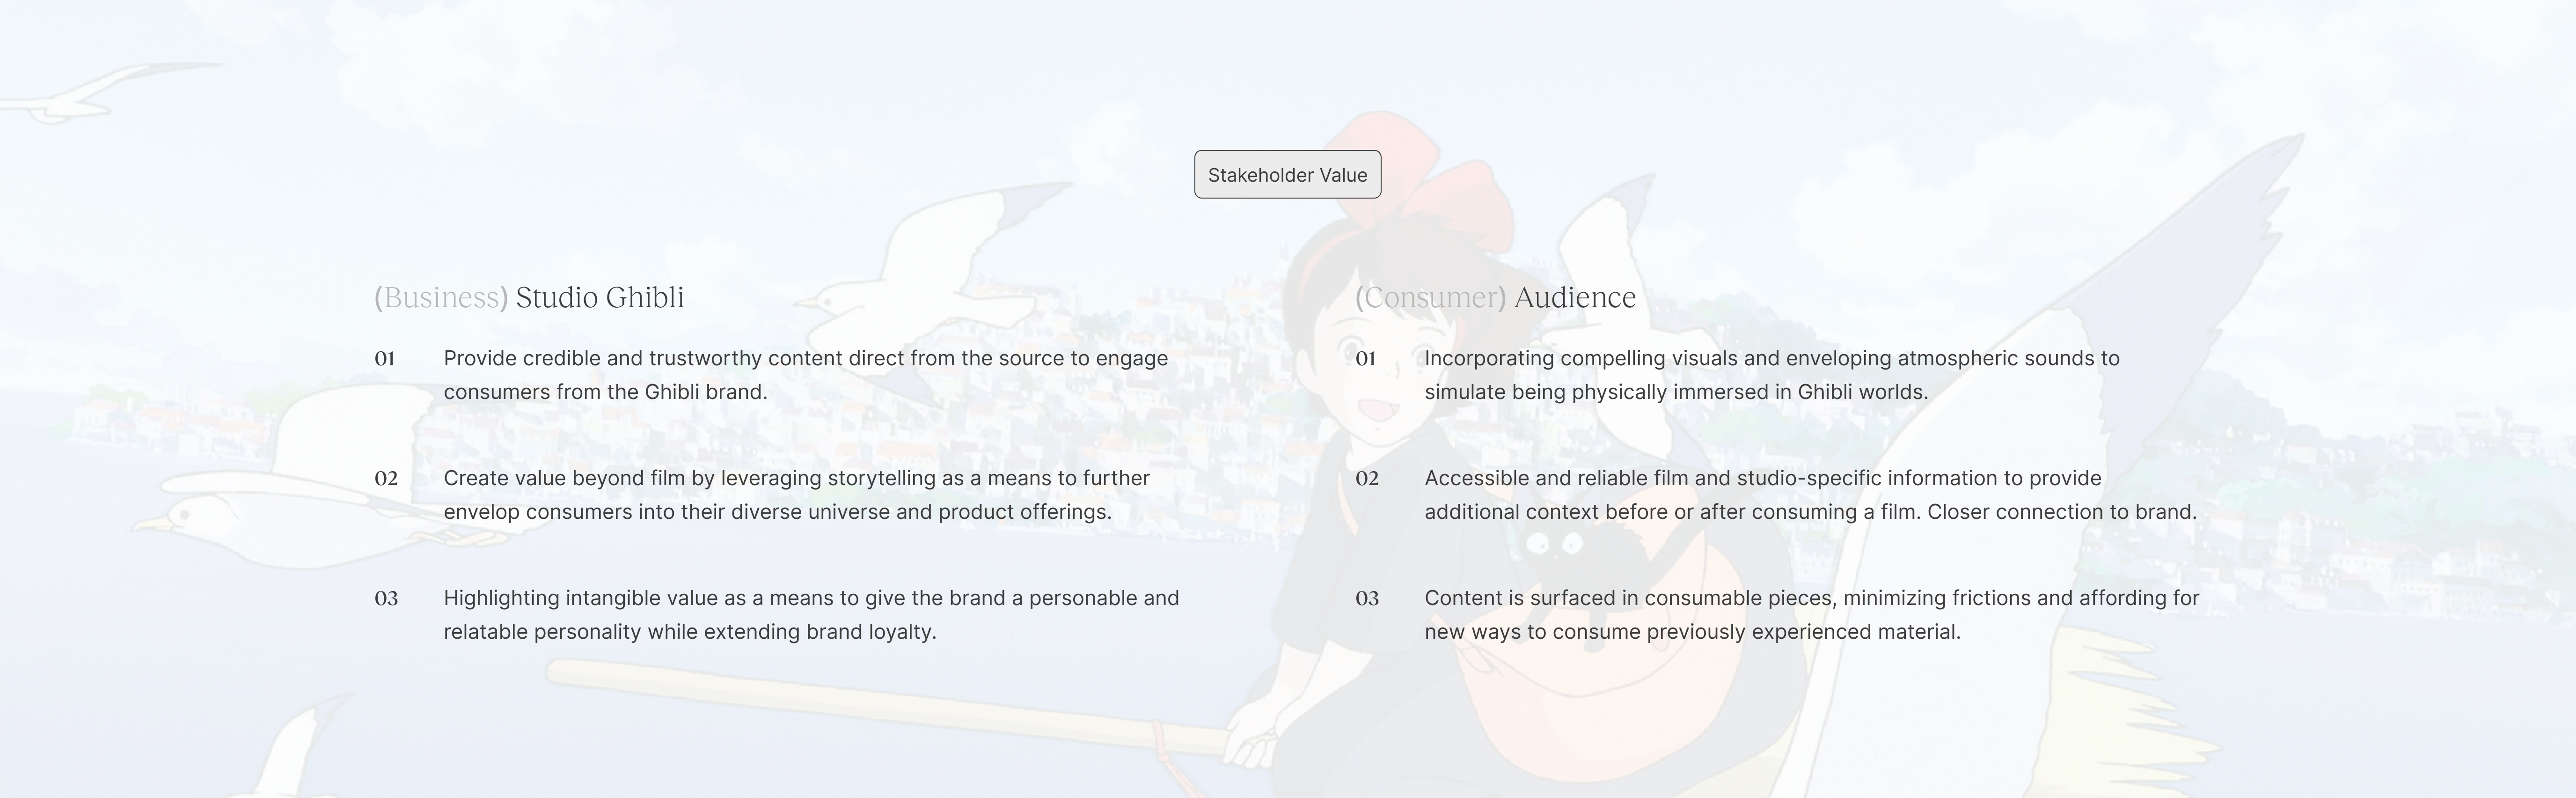 Stakeholder Value
(Business) Studio Ghibli
01 Provide credible and trustworthy content direct from the source to engage
consumers from the Ghibli brand.
02 Create value beyond film by leveraging storytelling as a means to further
envelop consumers into their diverse universe and product offerings.
03 Highlighting intangible value as a means to give the brand a personable and
relatable personality while extending brand loyalty.
(Consumer) Audience
01 Incorporating compelling visuals and enveloping atmospheric sounds to
simulate being physically immersed in Ghibli worlds.
02 Accessible and reliable film and studio-specific information to provide
additional context before or after consuming a film. Closer connection to brand.
03 Content is surfaced in consumable pieces, minimizing frictions and affording for
new ways to consume previously experienced material.